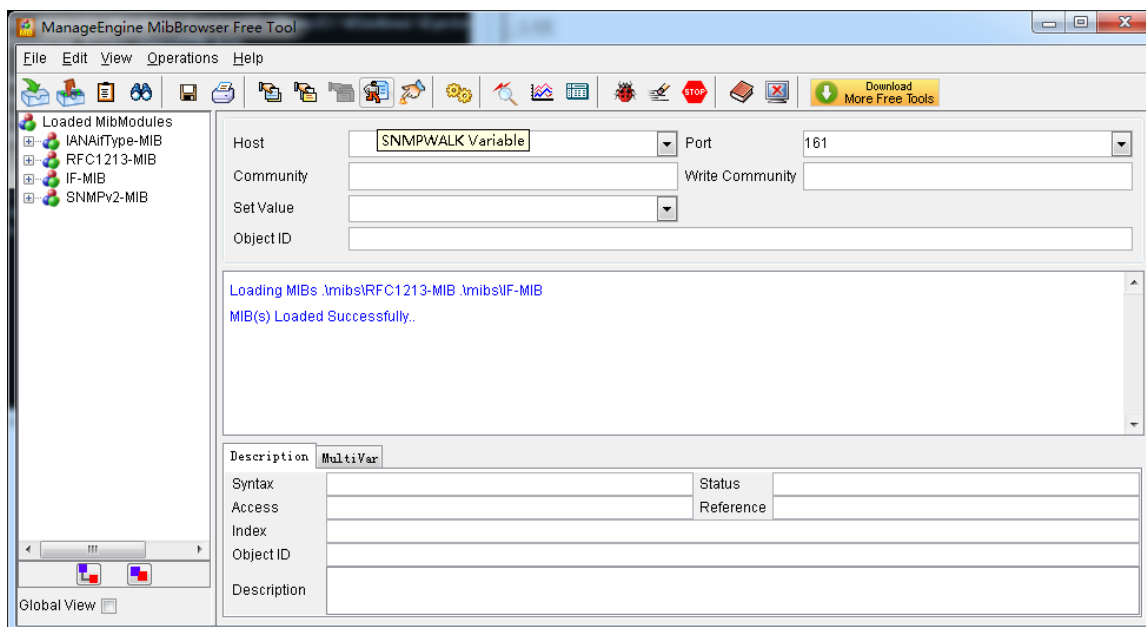 ManageEngine MibBrowser Free Tool
File Edit View Operations Help
STOP
Download
More Free Tools
Loaded MibModules
IANAifType-MIB
RFC1213-MIB
IF-MIB
SNMPv2-MIB
Host
SNMPWALK Variable
Port
161
Community
Write Community
Set Value
Object ID
Loading MIBs .\mibs\RFC1213-MIB .\mibs\IF-MIB
MIB(s) Loaded Successfully..
Description MultiVar
Syntax
Status
Access
Reference
Index
Object ID
Description
Global View